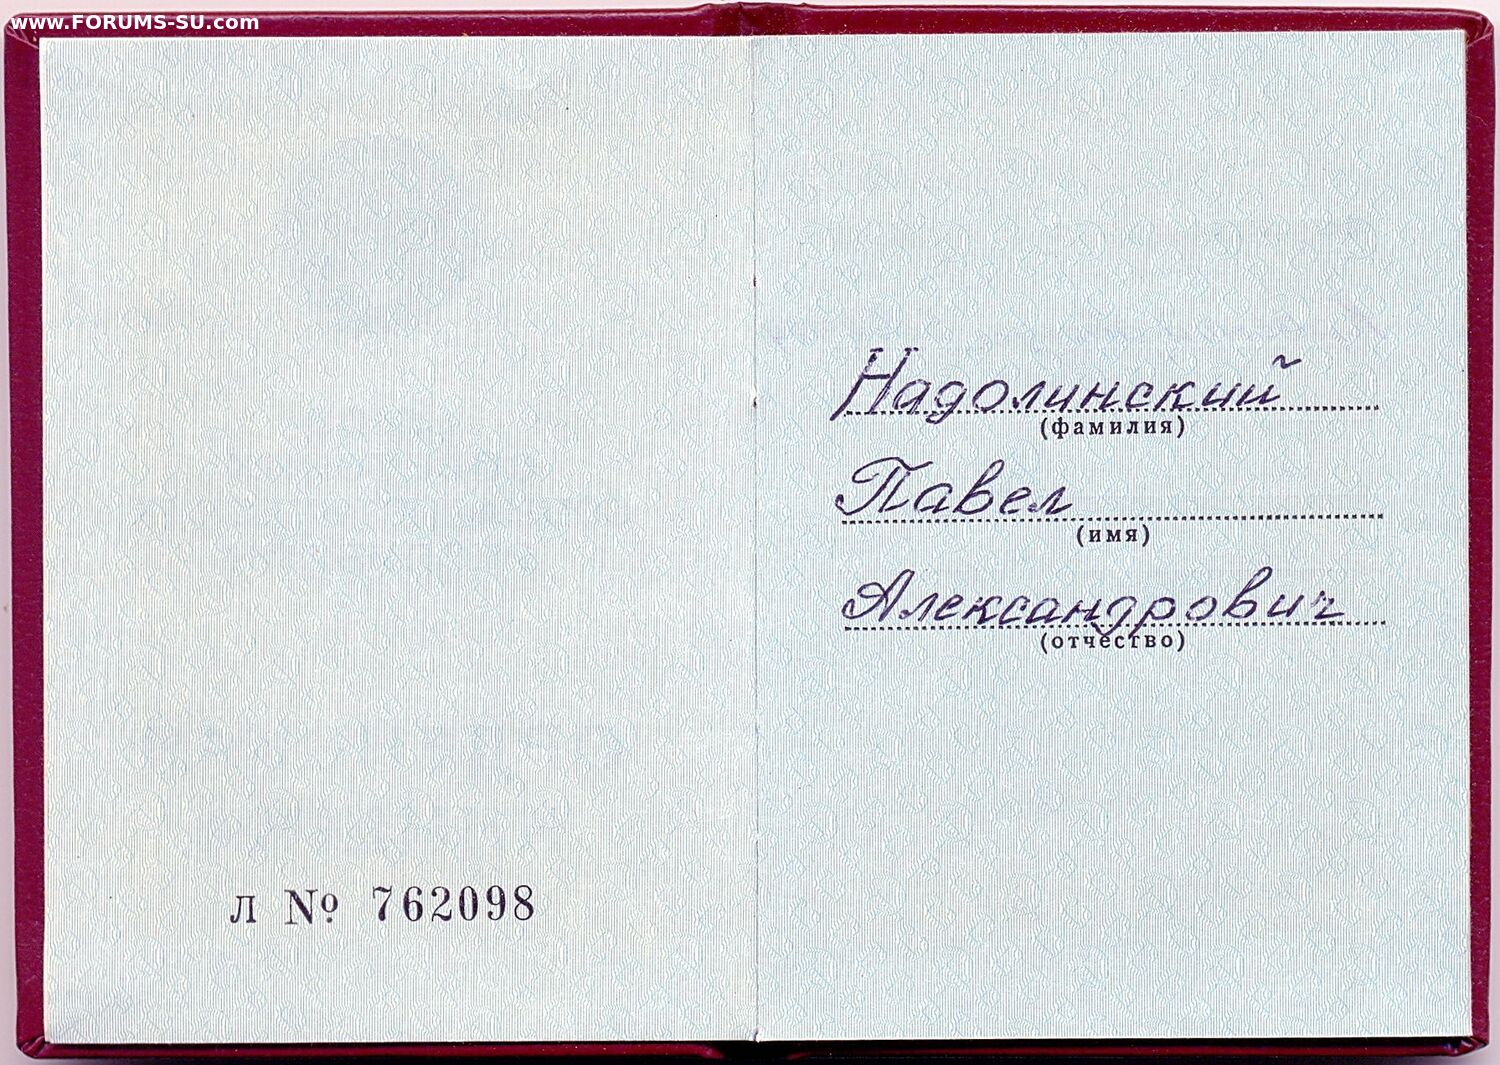 www.FORUMS-SU.com
Л № 762098
Надолинский
(фамилия)
Павел
(имя)
Александрович
(отчество)